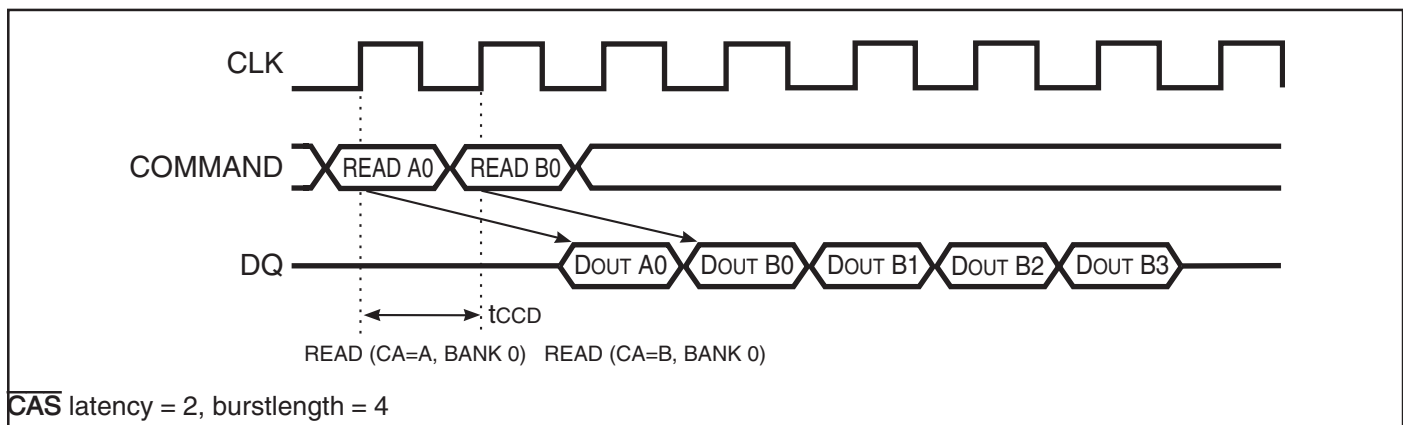 CLK
COMMAND READ A0 READ B0
DQ DOUT A0 DOUT B0 DOUT B1 DOUT B2 DOUT B3
tCCD
READ (CA=A, BANK 0) READ (CA=B, BANK 0)
CAS latency = 2, burstlength = 4